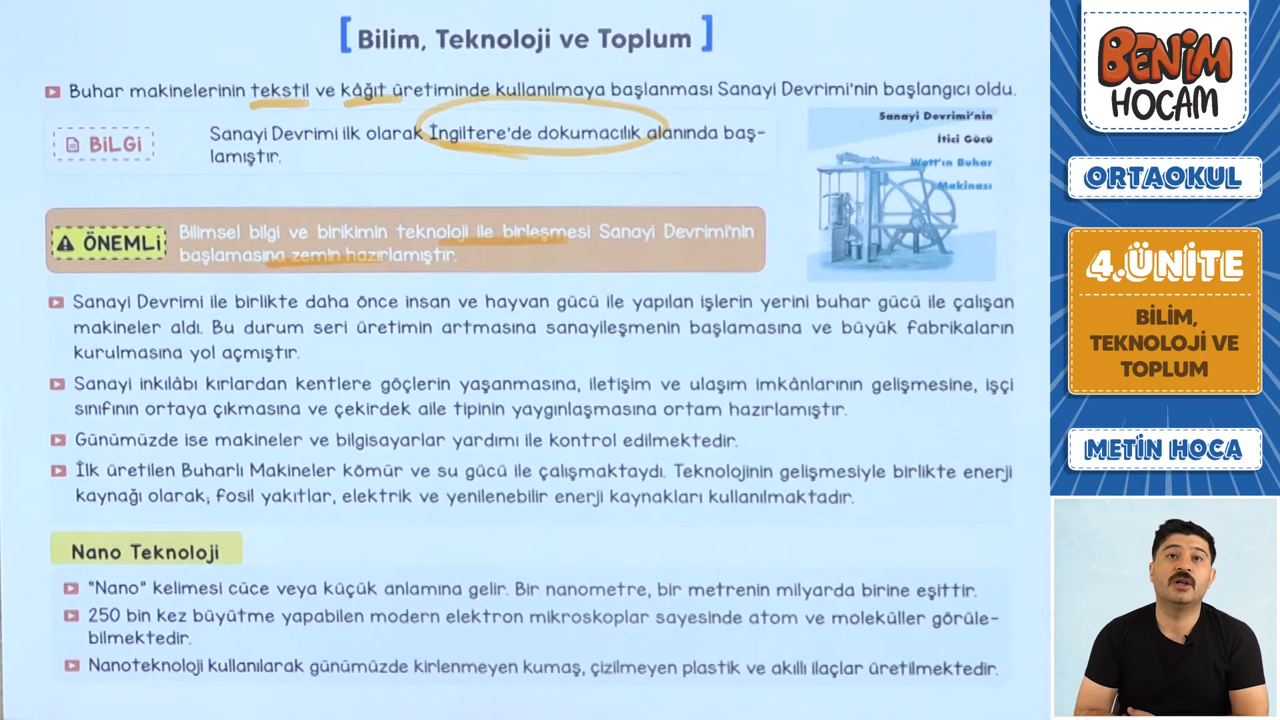 [Bilim, Teknoloji ve Toplum]
Buhar makinelerinin tekstil ve kâğıt üretiminde kullanılmaya başlanması Sanayi Devrimi'nin başlangıcı oldu.
BİLGİ
Sanayi Devrimi ilk olarak İngiltere'de dokumacılık alanında baş-
lamıştır.
Sanayi Devrimi'nin
İtici Gücü
Watt'ın Buhar
Makinası
ÖNEMLİ
Bilimsel bilgi ve birikimin teknoloji ile birleşmesi Sanayi Devrimi'nin
başlamasına zemin hazırlamıştır.
Sanayi Devrimi ile birlikte daha önce insan ve hayvan gücü ile yapılan işlerin yerini buhar gücü ile çalışan
makineler aldı. Bu durum seri üretimin artmasına sanayileşmenin başlamasına ve büyük fabrikaların
kurulmasına yol açmıştır.
Sanayi inkılâbı kırlardan kentlere göçlerin yaşanmasına, iletişim ve ulaşım imkânlarının gelişmesine, işçi
sınıfının ortaya çıkmasına ve çekirdek aile tipinin yaygınlaşmasına ortam hazırlamıştır.
Günümüzde ise makineler ve bilgisayarlar yardımı ile kontrol edilmektedir.
İlk üretilen Buharlı Makineler kömür ve su gücü ile çalışmaktaydı. Teknolojinin gelişmesiyle birlikte enerji
kaynağı olarak; fosil yakıtlar, elektrik ve yenilenebilir enerji kaynakları kullanılmaktadır.
Nano Teknoloji
"Nano" kelimesi cüce veya küçük anlamına gelir. Bir nanometre, bir metrenin milyarda birine eşittir.
250 bin kez büyütme yapabilen modern elektron mikroskoplar sayesinde atom ve moleküller görüle-
bilmektedir.
Nanoteknoloji kullanılarak günümüzde kirlenmeyen kumaş, çizilmeyen plastik ve akıllı ilaçlar üretilmektedir.
BENİM
HOCAM
ORTAOKUL
4.ÜNİTE
BİLİM,
TEKNOLOJİ VE
TOPLUM
METİN HOCA